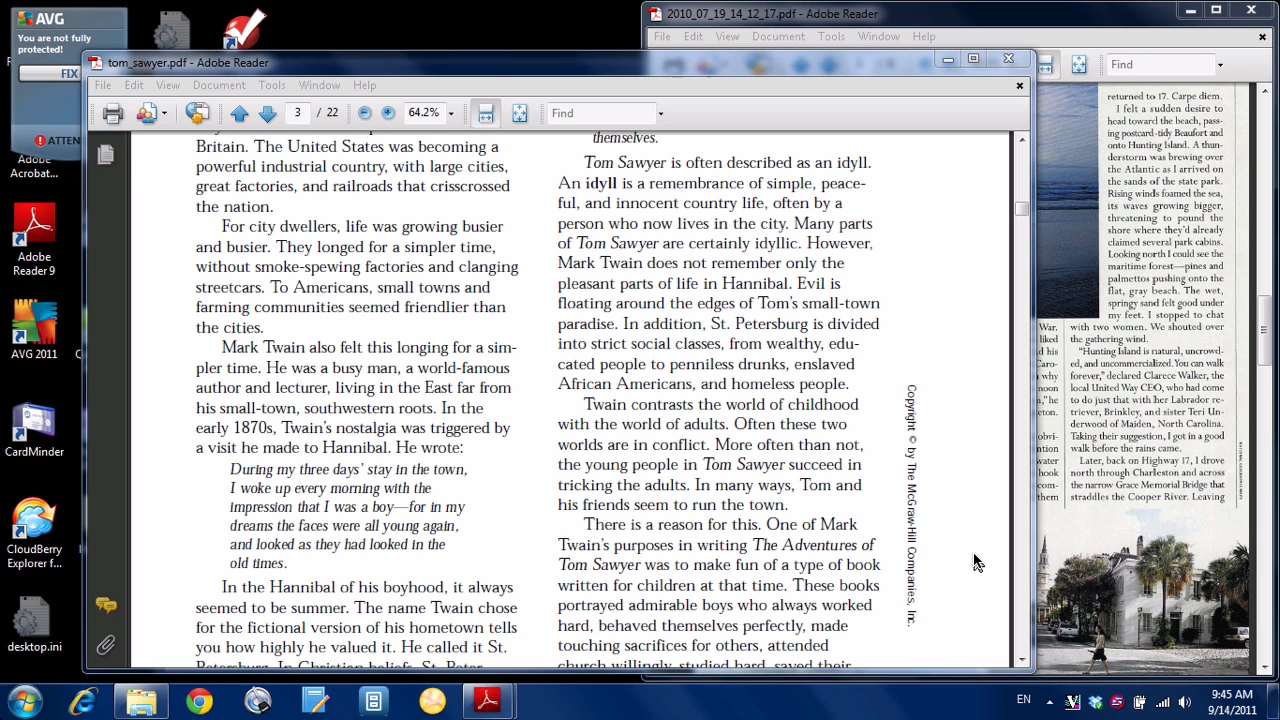 AVG
You are not fully
protected!
FIX
ATTEN
Adobe
Acrobat...
Adobe
Reader 9
AVG 2011
CardMinder
CloudBerry
Explorer f...
desktop.ini
2010_07_19_14_12_17.pdf - Adobe Reader
File Edit View Document Tools Window Help
Find
tom_sawyer.pdf - Adobe Reader
File Edit View Document Tools Window Help
3 / 22 64.2% Find
Britain. The United States was becoming a
powerful industrial country, with large cities,
great factories, and railroads that crisscrossed
the nation.
For city dwellers, life was growing busier
and busier. They longed for a simpler time,
without smoke-spewing factories and clanging
streetcars. To Americans, small towns and
farming communities seemed friendlier than
the cities.
Mark Twain also felt this longing for a sim-
pler time. He was a busy man, a world-famous
author and lecturer, living in the East far from
his small-town, southwestern roots. In the
early 1870s, Twain's nostalgia was triggered by
a visit he made to Hannibal. He wrote:
During my three days' stay in the town,
I woke up every morning with the
impression that I was a boy—for in my
dreams the faces were all young again,
and looked as they had looked in the
old times.
In the Hannibal of his boyhood, it always
seemed to be summer. The name Twain chose
for the fictional version of his hometown tells
you how highly he valued it. He called it St.
Petersburg. In Christian beliefs, St. Peter
themselves.
Tom Sawyer is often described as an idyll.
An idyll is a remembrance of simple, peace-
ful, and innocent country life, often by a
person who now lives in the city. Many parts
of Tom Sawyer are certainly idyllic. However,
Mark Twain does not remember only the
pleasant parts of life in Hannibal. Evil is
floating around the edges of Tom's small-town
paradise. In addition, St. Petersburg is divided
into strict social classes, from wealthy, edu-
cated people to penniless drunks, enslaved
African Americans, and homeless people.
Twain contrasts the world of childhood
with the world of adults. Often these two
worlds are in conflict. More often than not,
the young people in Tom Sawyer succeed in
tricking the adults. In many ways, Tom and
his friends seem to run the town.
There is a reason for this. One of Mark
Twain's purposes in writing The Adventures of
Tom Sawyer was to make fun of a type of book
written for children at that time. These books
portrayed admirable boys who always worked
hard, behaved themselves perfectly, made
touching sacrifices for others, attended
church willingly, studied hard, saved their
Copyright © by The McGraw-Hill Companies, Inc.
returned to 17. Carpe diem.
I felt a sudden desire to
head toward the beach, pass-
ing postcard-tidy Beaufort and
onto Hunting Island. A thun-
derstorm was brewing over
the Atlantic as I arrived on
the sands of the state park.
Rising winds foamed the sea,
its waves growing bigger,
threatening to pound the
shore where they'd already
claimed several park cabins.
Looking north I could see the
maritime forest—pines and
palmettos pushing onto the
flat, gray beach. The wet,
springy sand felt good under
my feet. I stopped to chat
with two women. We shouted over
the gathering wind.
"Hunting Island is natural, uncrowd-
ed, and uncommercial. You can walk
forever," declared Clarece Walker, the
local United Way CEO, who had come
to do just that with her Labrador re-
triever, Brinkley, and sister Teri Un-
derwood of Maiden, North Carolina.
Taking their suggestion, I got in a good
walk before the rains came.
Later, back on Highway 17, I drove
north through Charleston and across
the narrow Grace Memorial Bridge that
straddles the Cooper River. Leaving
War.
liked
d his
Caro-
why
noon
," he
eton.
obvi-
water
hook
com-
them
EN
9:45 AM
9/14/2011